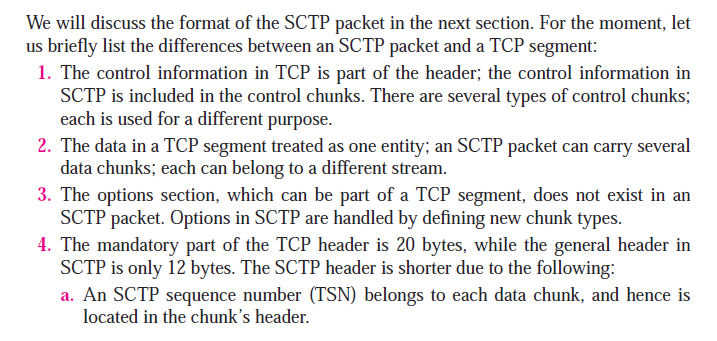 We will discuss the format of the SCTP packet in the next section. For the moment, let
us briefly list the differences between an SCTP packet and a TCP segment:
1. The control information in TCP is part of the header; the control information in
SCTP is included in the control chunks. There are several types of control chunks;
each is used for a different purpose.
2. The data in a TCP segment treated as one entity; an SCTP packet can carry several
data chunks; each can belong to a different stream.
3. The options section, which can be part of a TCP segment, does not exist in an
SCTP packet. Options in SCTP are handled by defining new chunk types.
4. The mandatory part of the TCP header is 20 bytes, while the general header in
SCTP is only 12 bytes. The SCTP header is shorter due to the following:
a. An SCTP sequence number (TSN) belongs to each data chunk, and hence is
located in the chunk’s header.